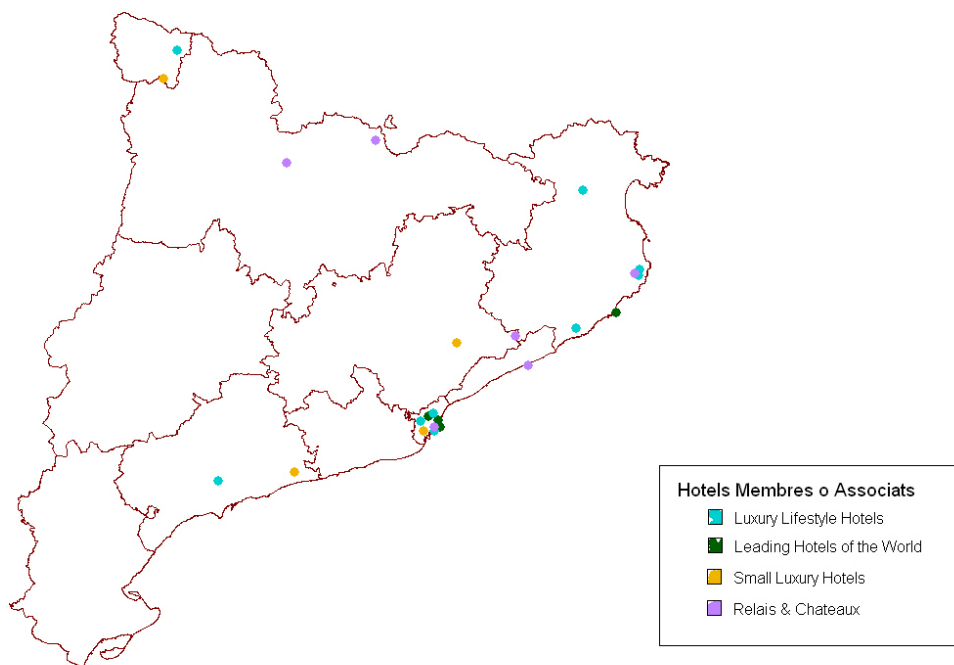 Hotels Membres o Associats
Luxury Lifestyle Hotels
Leading Hotels of the World
Small Luxury Hotels
Relais & Chateaux